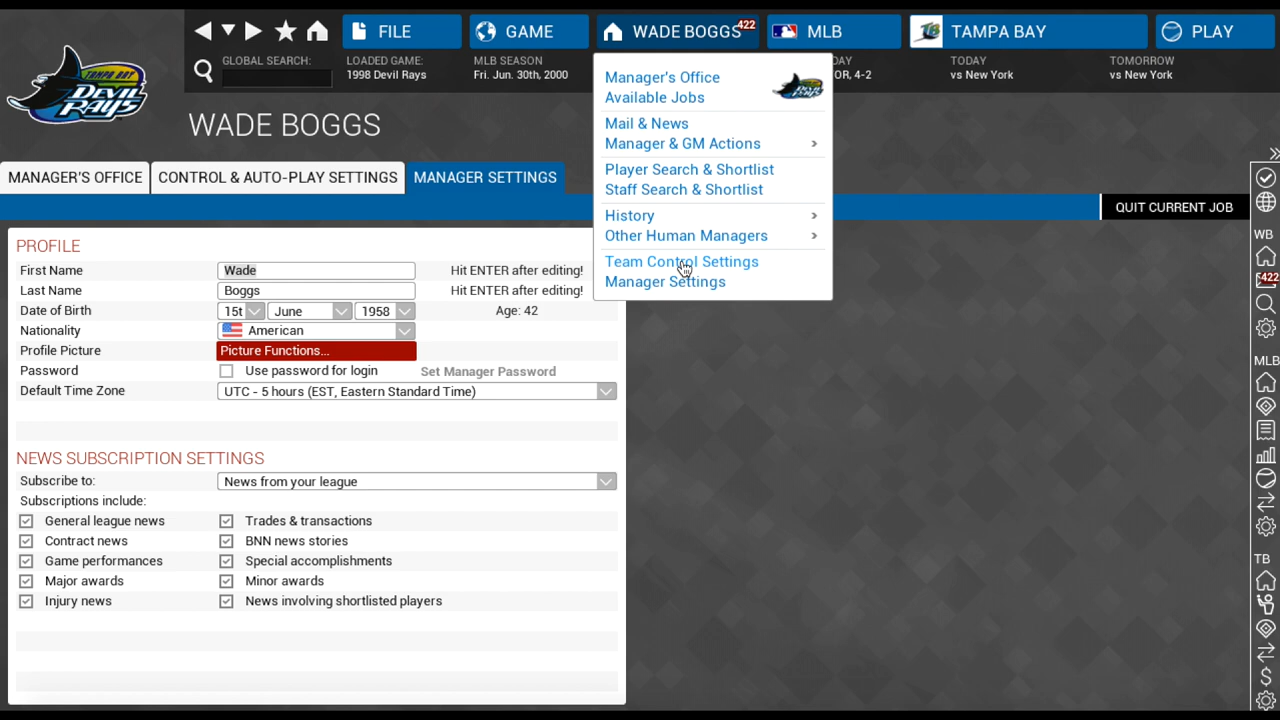 FILE
GAME
WADE BOGGS
422
MLB
TAMPA BAY
PLAY
GLOBAL SEARCH:
LOADED GAME:
1998 Devil Rays
MLB SEASON
Fri. Jun. 30th, 2000
DAY
OR, 4-2
TODAY
vs New York
TOMORROW
vs New York
TAMPA BAY
DEVIL
RAYS
WADE BOGGS
Manager's Office
Available Jobs
Mail & News
Manager & GM Actions
Player Search & Shortlist
Staff Search & Shortlist
History
Other Human Managers
Team Control Settings
Manager Settings
MANAGER'S OFFICE
CONTROL & AUTO-PLAY SETTINGS
MANAGER SETTINGS
QUIT CURRENT JOB
PROFILE
First Name Wade Hit ENTER after editing!
Last Name Boggs Hit ENTER after editing!
Date of Birth 15t June 1958 Age: 42
Nationality American
Profile Picture Picture Functions...
Password Use password for login Set Manager Password
Default Time Zone UTC - 5 hours (EST, Eastern Standard Time)
NEWS SUBSCRIPTION SETTINGS
Subscribe to: News from your league
Subscriptions include:
General league news Trades & transactions
Contract news BNN news stories
Game performances Special accomplishments
Major awards Minor awards
Injury news News involving shortlisted players
WB
422
MLB
TB